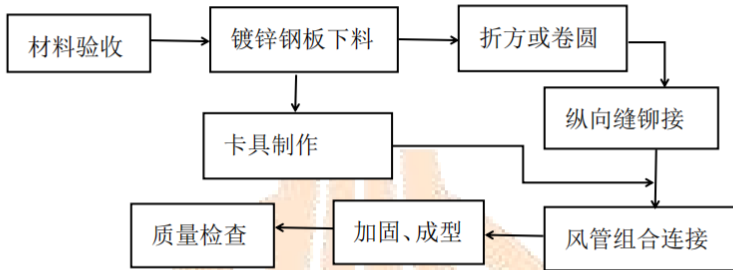 材料验收
镀锌钢板下料
折方或卷圆
纵向缝铆接
卡具制作
风管组合连接
加固、成型
质量检查